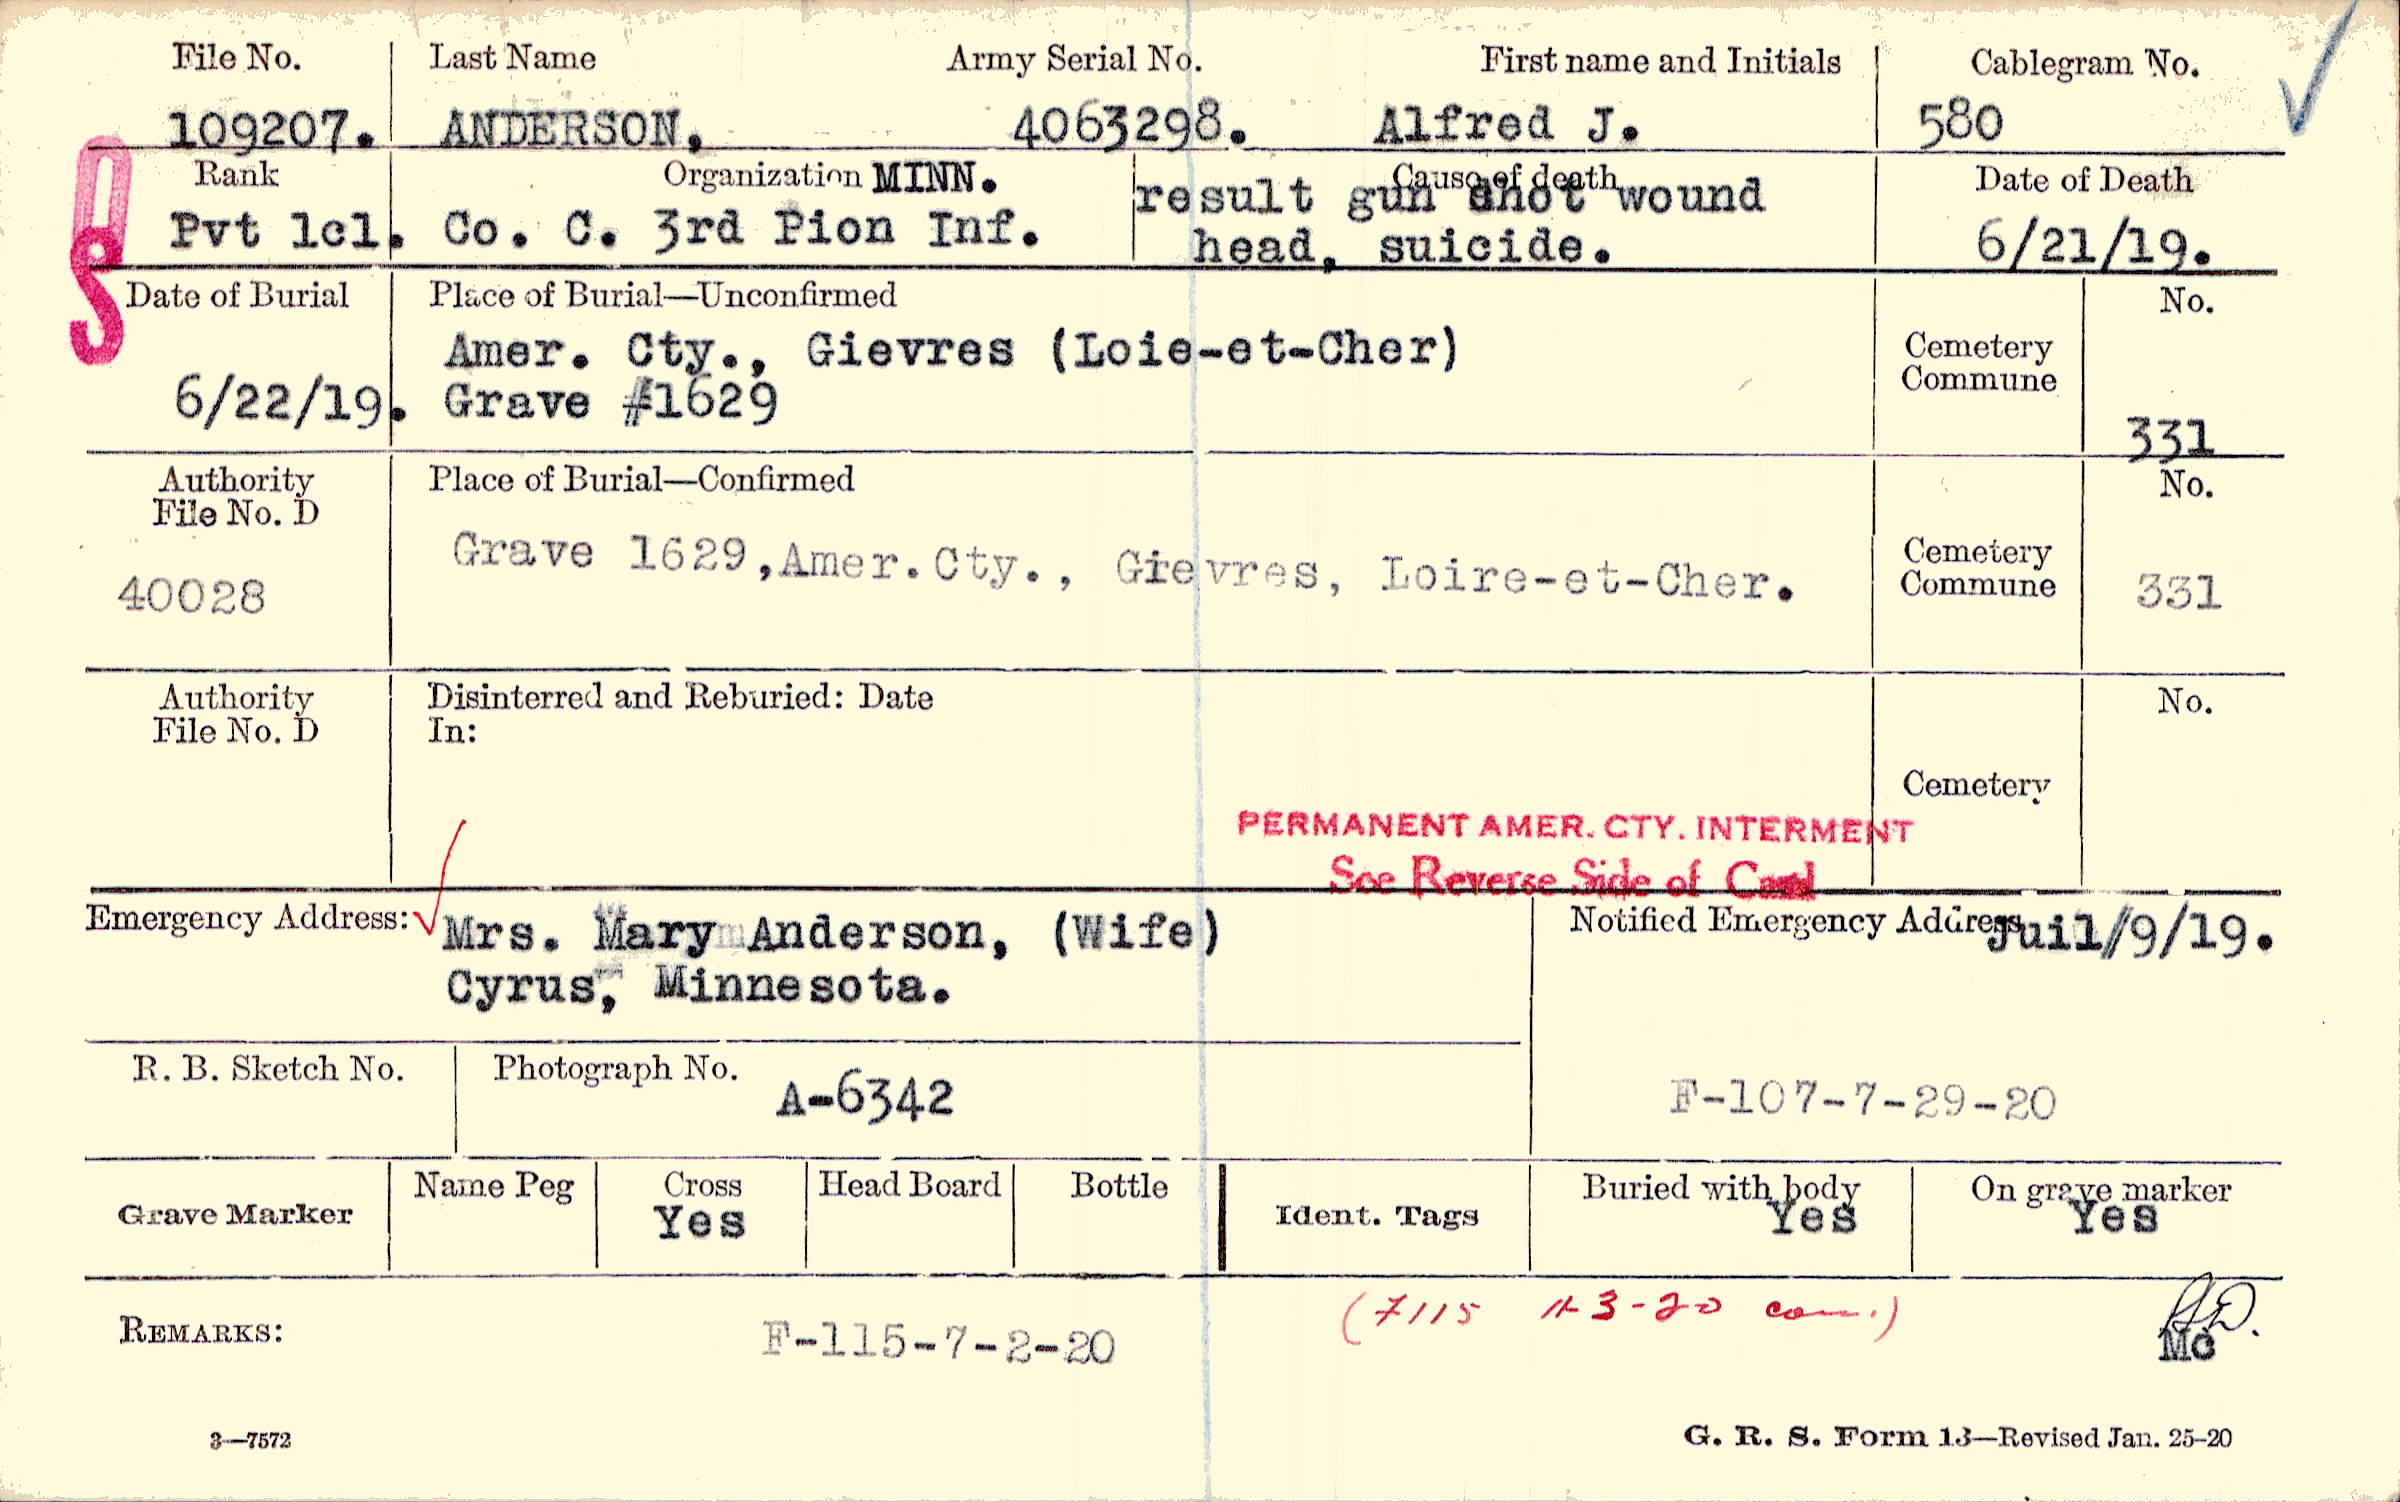 File No. Last Name Army Serial No. First name and Initials Cablegram No.
109207. ANDERSON, 4063298. Alfred J. 580
Rank Organization MINN. Cause of death Date of Death
Pvt 1cl. Co. C. 3rd Pion Inf. result gun shot wound
head, suicide. 6/21/19.
Date of Burial Place of Burial—Unconfirmed No.
Amer. Cty., Gievres (Loie-et-Cher) Cemetery
Commune
6/22/19. Grave #1629 331
Authority Place of Burial—Confirmed No.
File No. D
Grave 1629, Amer. Cty., Gievres, Loire-et-Cher. Cemetery
Commune
40028 331
Authority Disinterred and Reburied: Date No.
File No. D In:
Cemetery
PERMANENT AMER. CTY. INTERMENT
See Reverse Side of Card
Emergency Address: Mrs. Mary Anderson, (Wife) Notified Emergency Address Juil/9/19.
Cyrus, Minnesota.
R. B. Sketch No. Photograph No. A-6342 F-107-7-29-20
Grave Marker Name Peg Cross Head Board Bottle Ident. Tags Buried with body On grave marker
Yes Yes Yes
REMARKS: F-115-7-2-20 (7115 11-3-20 com.)
Mc
3—7572 G. R. S. Form 13—Revised Jan. 25-20